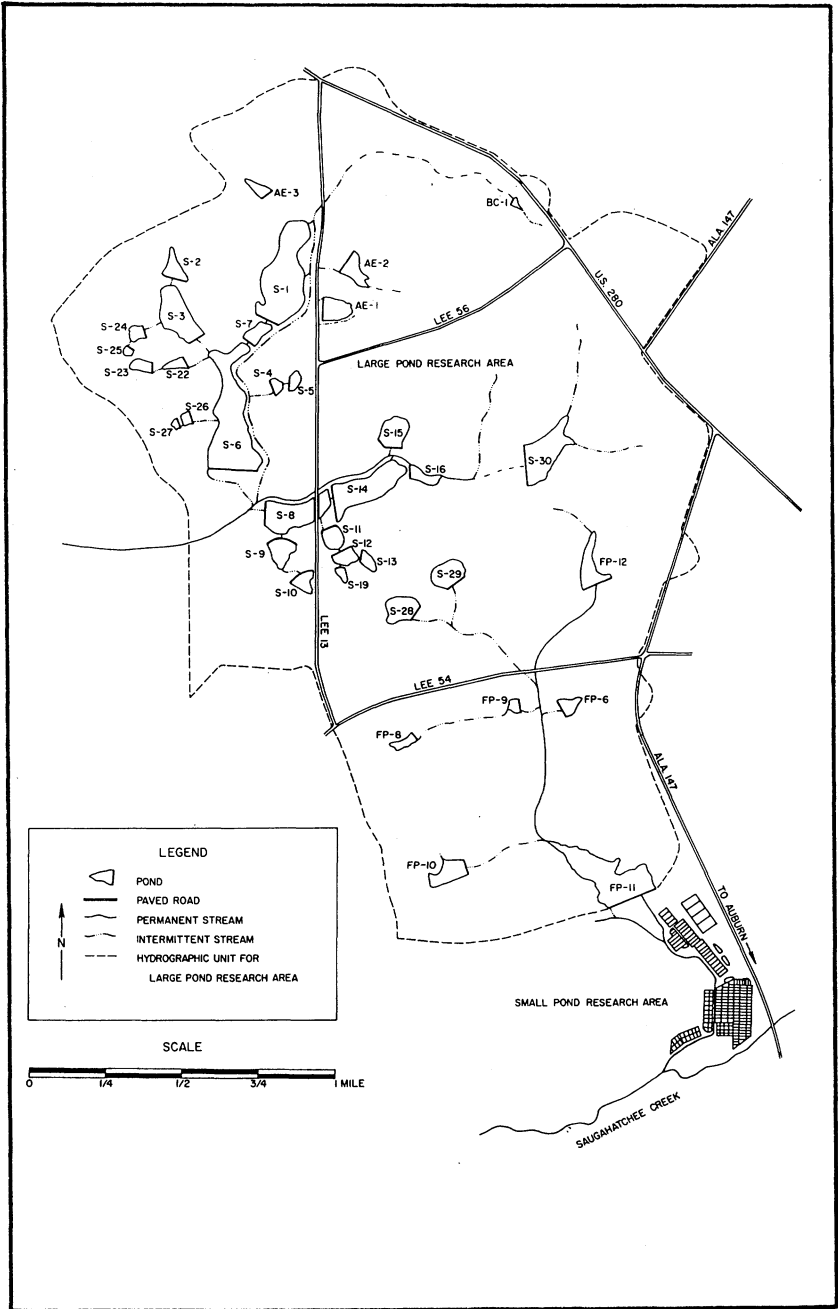 AE-3
BC-1
ALA 147
S-2
AE-2
S-1
U.S. 280
S-3
AE-1
S-24
S-7
LEE 56
S-25
S-23
S-22
LARGE POND RESEARCH AREA
S-4
S-5
S-26
S-27
S-15
S-6
S-16
S-30
S-14
S-8
S-11
S-9
S-12
S-13
FP-12
S-19
S-29
S-10
S-28
LEE 13
LEE 54
FP-9
FP-6
FP-8
ALA 147
LEGEND
POND
PAVED ROAD
PERMANENT STREAM
INTERMITTENT STREAM
HYDROGRAPHIC UNIT FOR
LARGE POND RESEARCH AREA
N
FP-10
FP-11
TO AUBURN
SMALL POND RESEARCH AREA
SCALE
0 1/4 1/2 3/4 1 MILE
SAUGAHATCHEE CREEK